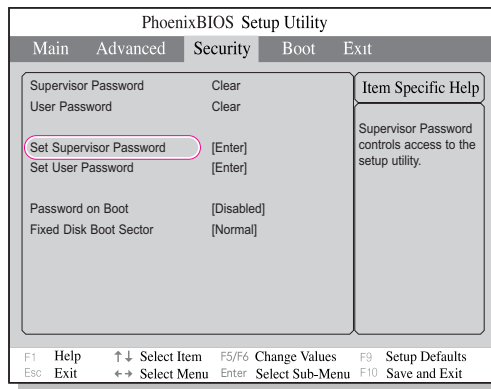 PhoenixBIOS Setup Utility
Main Advanced Security Boot Exit
Supervisor Password Clear
User Password Clear
Set Supervisor Password [Enter]
Set User Password [Enter]
Password on Boot [Disabled]
Fixed Disk Boot Sector [Normal]
Item Specific Help
Supervisor Password
controls access to the
setup utility.
F1 Help ↑↓ Select Item F5/F6 Change Values F9 Setup Defaults
Esc Exit ←→ Select Menu Enter Select Sub-Menu F10 Save and Exit